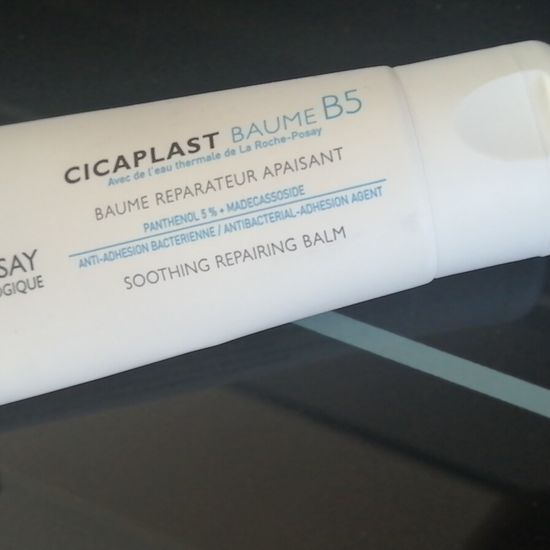 CICAPLAST BAUME B5
Avec de l'eau thermale de La Roche-Posay
BAUME REPARATEUR APAISANT
PANTHENOL 5 % + MADECASSOSIDE
ANTI-ADHESION BACTERIENNE / ANTIBACTERIAL-ADHESION AGENT
SOOTHING REPAIRING BALM
SAY
OGIQUE